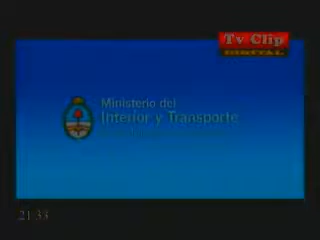 Tv Clip
DIGITAL
Ministerio del
Interior y Transporte
21:33